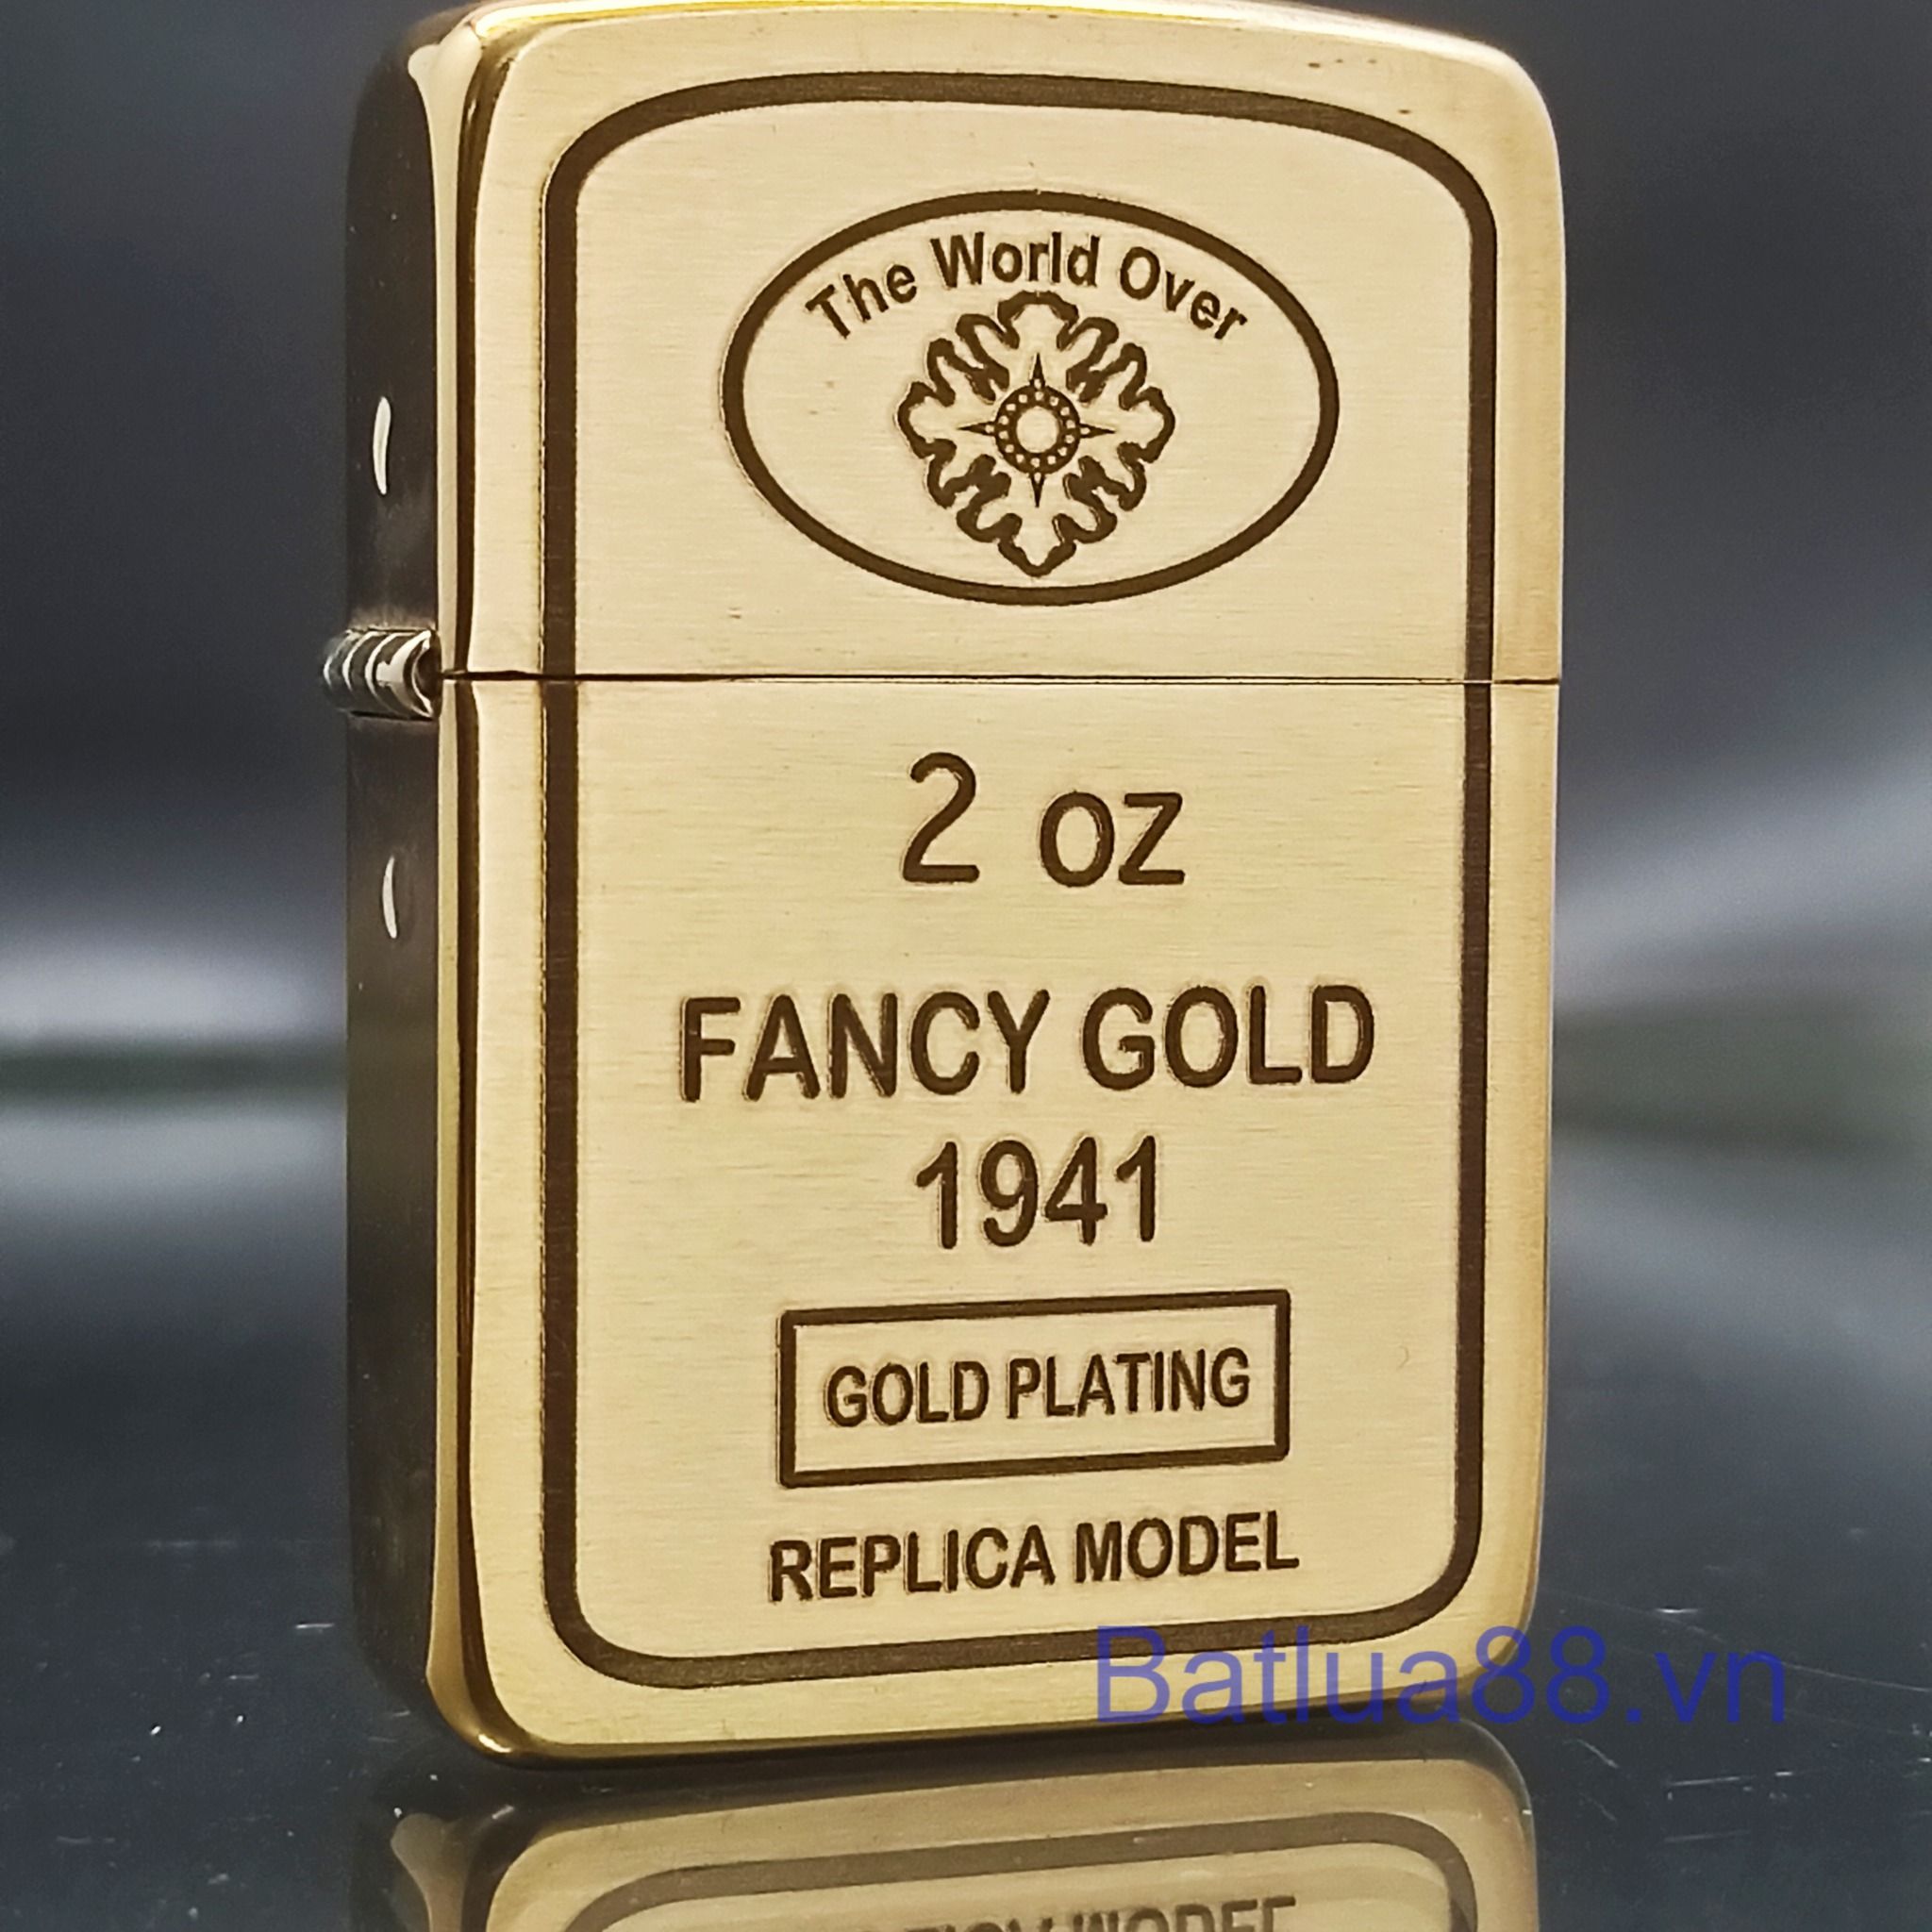 The World Over
2 oz
FANCY GOLD
1941
GOLD PLATING
REPLICA MODEL
Batlua88.vn